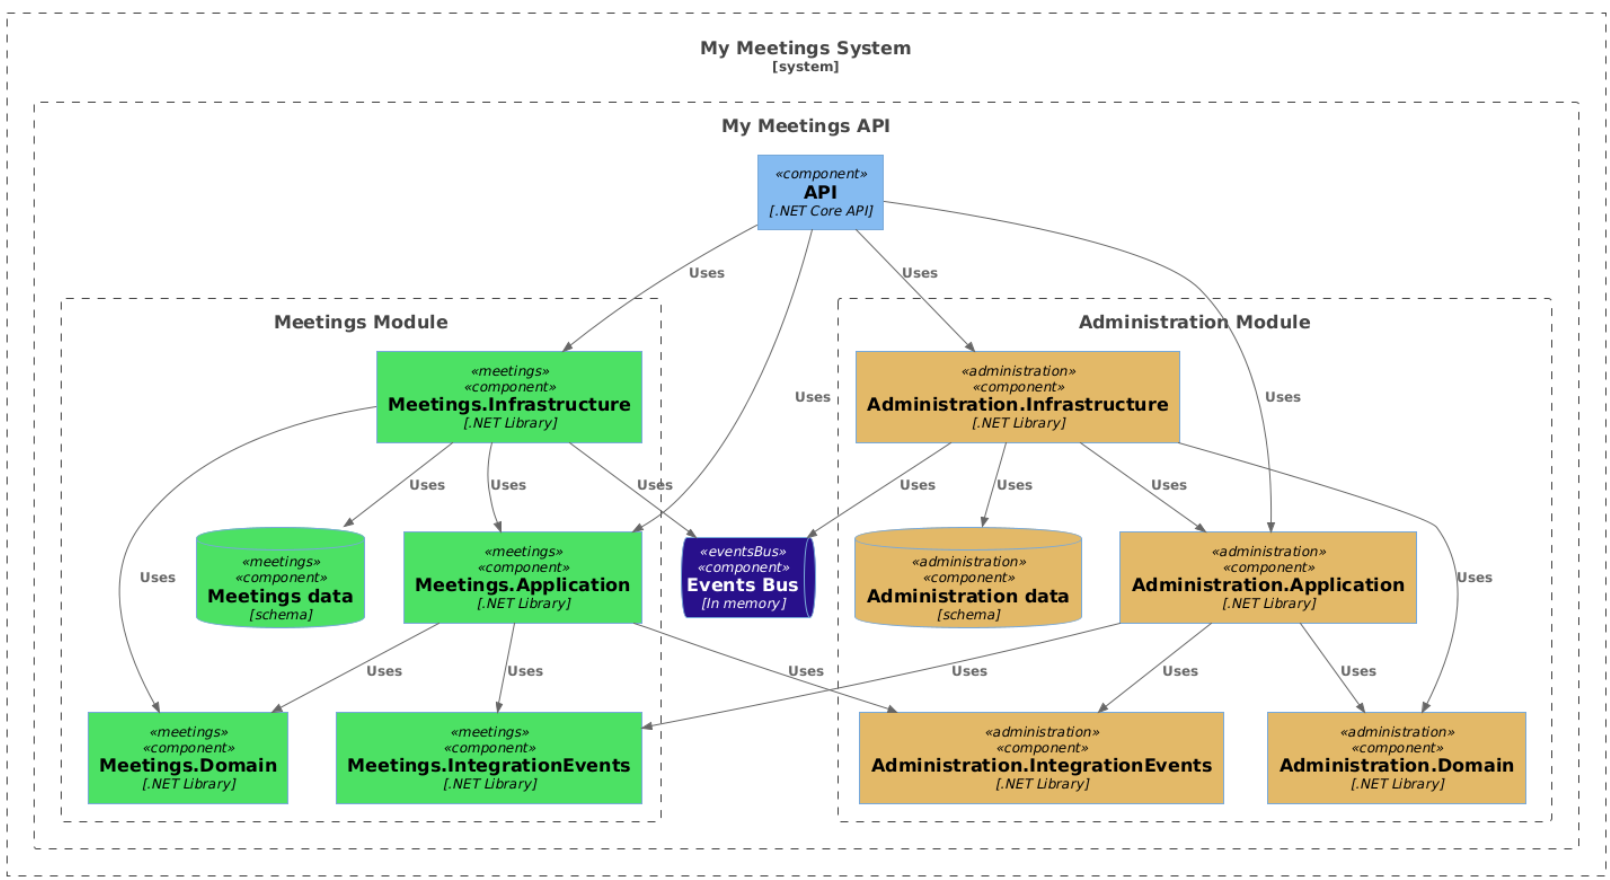 My Meetings System
[system]
My Meetings API
«component»
API
[.NET Core API]
Uses
Uses
Meetings Module
Administration Module
«meetings»
«component»
Meetings.Infrastructure
[.NET Library]
Uses
«administration»
«component»
Administration.Infrastructure
[.NET Library]
Uses
Uses
Uses
Uses
Uses
Uses
Uses
«meetings»
«component»
Meetings data
[schema]
«meetings»
«component»
Meetings.Application
[.NET Library]
«eventsBus»
«component»
Events Bus
[In memory]
«administration»
«component»
Administration data
[schema]
«administration»
«component»
Administration.Application
[.NET Library]
Uses
Uses
Uses
Uses
Uses
Uses
Uses
Uses
«meetings»
«component»
Meetings.Domain
[.NET Library]
«meetings»
«component»
Meetings.IntegrationEvents
[.NET Library]
«administration»
«component»
Administration.IntegrationEvents
[.NET Library]
«administration»
«component»
Administration.Domain
[.NET Library]